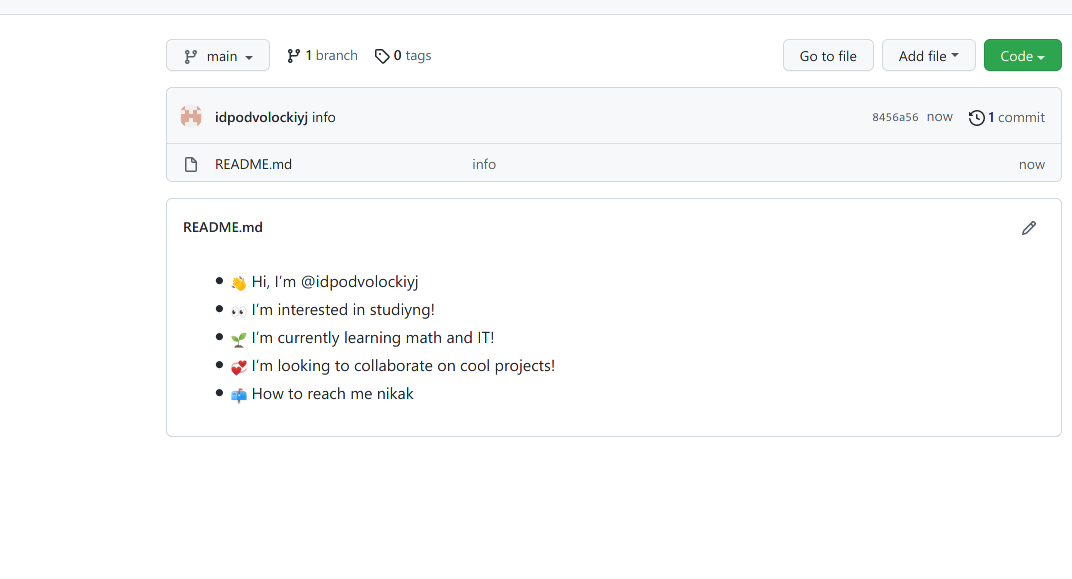 main 1 branch 0 tags Go to file Add file Code
idpodvolockiyj info 8456a56 now 1 commit
README.md info now
README.md
👋 Hi, I'm @idpodvolockiyj
👀 I'm interested in studiyng!
🌱 I'm currently learning math and IT!
💞️ I'm looking to collaborate on cool projects!
📫 How to reach me nikak